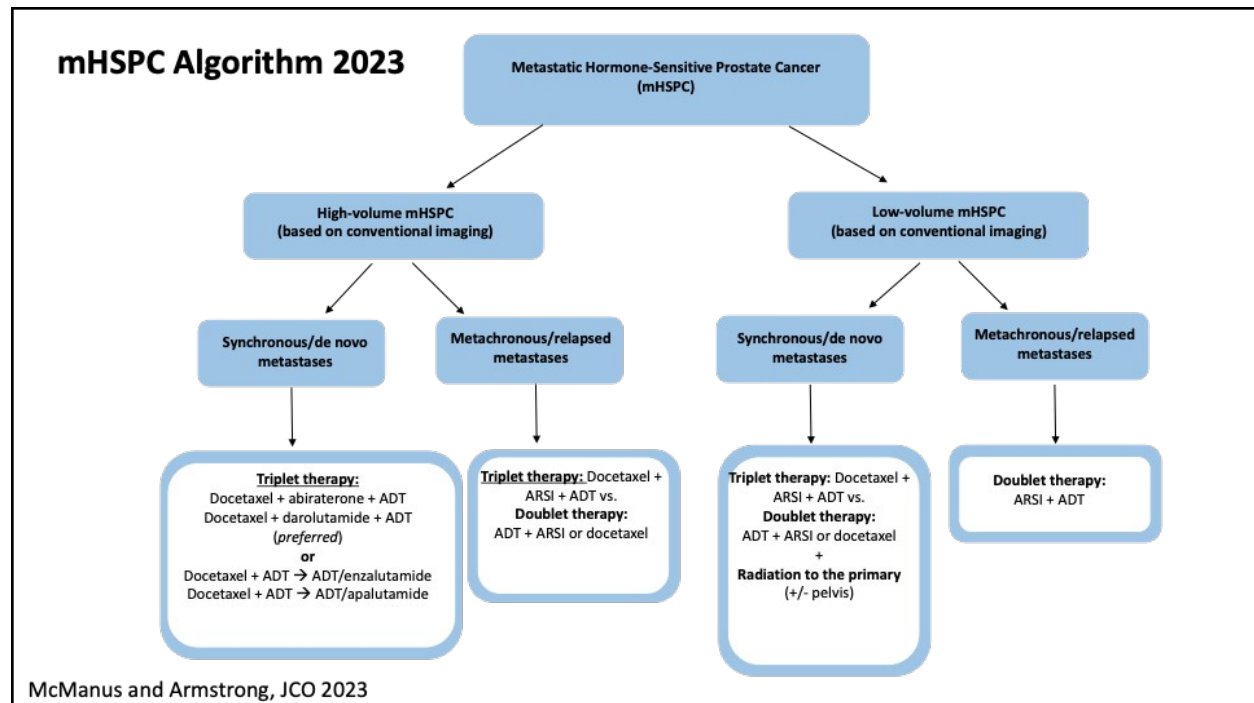 mHSPC Algorithm 2023
Metastatic Hormone-Sensitive Prostate Cancer
(mHSPC)
High-volume mHSPC
(based on conventional imaging)
Low-volume mHSPC
(based on conventional imaging)
Synchronous/de novo
metastases
Metachronous/relapsed
metastases
Synchronous/de novo
metastases
Metachronous/relapsed
metastases
Triplet therapy:
Docetaxel + abiraterone + ADT
Docetaxel + darolutamide + ADT
(preferred)
or
Docetaxel + ADT → ADT/enzalutamide
Docetaxel + ADT → ADT/apalutamide
Triplet therapy: Docetaxel +
ARSI + ADT vs.
Doublet therapy:
ADT + ARSI or docetaxel
Triplet therapy: Docetaxel +
ARSI + ADT vs.
Doublet therapy:
ADT + ARSI or docetaxel
+
Radiation to the primary
(+/- pelvis)
Doublet therapy:
ARSI + ADT
McManus and Armstrong, JCO 2023